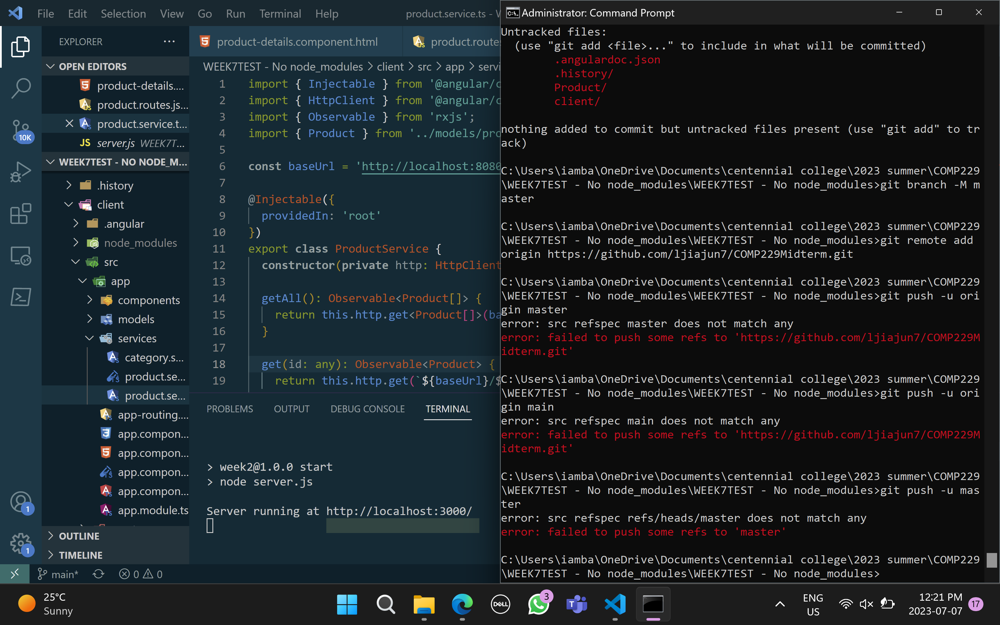 File Edit Selection View Go Run Terminal Help product.service.ts -
EXPLORER ...
OPEN EDITORS
product-details....
product.routes.js...
product.service.t...
JS server.js WEEK7T...
WEEK7TEST - NO NODE_M...
.history
client
.angular
node_modules
src
app
components
models
services
category.s...
product.se...
product.se...
app-routing....
app.compon...
app.compon...
app.compon...
app.compon...
app.module.ts
OUTLINE
TIMELINE
10K
1
1
product-details.component.html
WEEK7TEST - No node_modules > client > src > app >
1 import { Injectable } from '@angular/c
2 import { HttpClient } from '@angular/c
3 import { Observable } from 'rxjs';
4 import { Product } from '../models/pro
5
6 const baseUrl = 'http://localhost:8080
7
8 @Injectable({
9 providedIn: 'root'
10 })
11 export class ProductService {
12 constructor(private http: HttpClient
13
14 getAll(): Observable<Product[]> {
15 return this.http.get<Product[]>(ba
16 }
17
18 get(id: any): Observable<Product> {
19 return this.http.get(`${baseUrl}/$
PROBLEMS OUTPUT DEBUG CONSOLE TERMINAL
> week2@1.0.0 start
> node server.js
Server running at http://localhost:3000/
main* 0 0
Administrator: Command Prompt
Untracked files:
(use "git add <file>..." to include in what will be committed)
.angulardoc.json
.history/
Product/
client/
nothing added to commit but untracked files present (use "git add" to tr
ack)
C:\Users\iamba\OneDrive\Documents\centennial college\2023 summer\COMP229
\WEEK7TEST - No node_modules\WEEK7TEST - No node_modules>git branch -M m
aster
C:\Users\iamba\OneDrive\Documents\centennial college\2023 summer\COMP229
\WEEK7TEST - No node_modules\WEEK7TEST - No node_modules>git remote add
origin https://github.com/ljiajun7/COMP229Midterm.git
C:\Users\iamba\OneDrive\Documents\centennial college\2023 summer\COMP229
\WEEK7TEST - No node_modules\WEEK7TEST - No node_modules>git push -u ori
gin master
error: src refspec master does not match any
error: failed to push some refs to 'https://github.com/ljiajun7/COMP229M
idterm.git'
C:\Users\iamba\OneDrive\Documents\centennial college\2023 summer\COMP229
\WEEK7TEST - No node_modules\WEEK7TEST - No node_modules>git push -u ori
gin main
error: src refspec main does not match any
error: failed to push some refs to 'https://github.com/ljiajun7/COMP229M
idterm.git'
C:\Users\iamba\OneDrive\Documents\centennial college\2023 summer\COMP229
\WEEK7TEST - No node_modules\WEEK7TEST - No node_modules>git push -u mas
ter
error: src refspec refs/heads/master does not match any
error: failed to push some refs to 'master'
C:\Users\iamba\OneDrive\Documents\centennial college\2023 summer\COMP229
\WEEK7TEST - No node_modules\WEEK7TEST - No node_modules>
25°C
Sunny
DELL
3
ENG
US
12:21 PM
2023-07-07
17